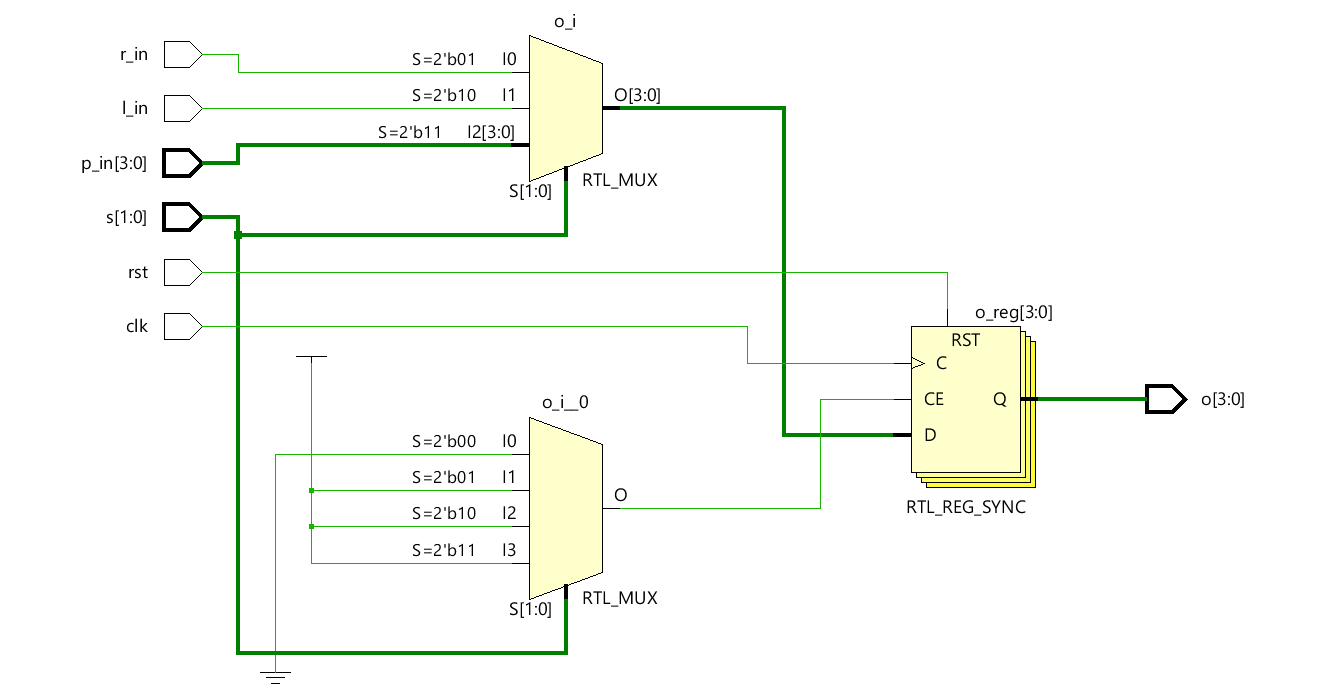 o_i
r_in
S=2'b01 I0
l_in
S=2'b10 I1
O[3:0]
p_in[3:0]
S=2'b11 I2[3:0]
S[1:0]
RTL_MUX
s[1:0]
rst
clk
o_reg[3:0]
RST
C
CE
Q
D
RTL_REG_SYNC
o[3:0]
o_i__0
S=2'b00 I0
S=2'b01 I1
S=2'b10 I2
S=2'b11 I3
O
S[1:0]
RTL_MUX